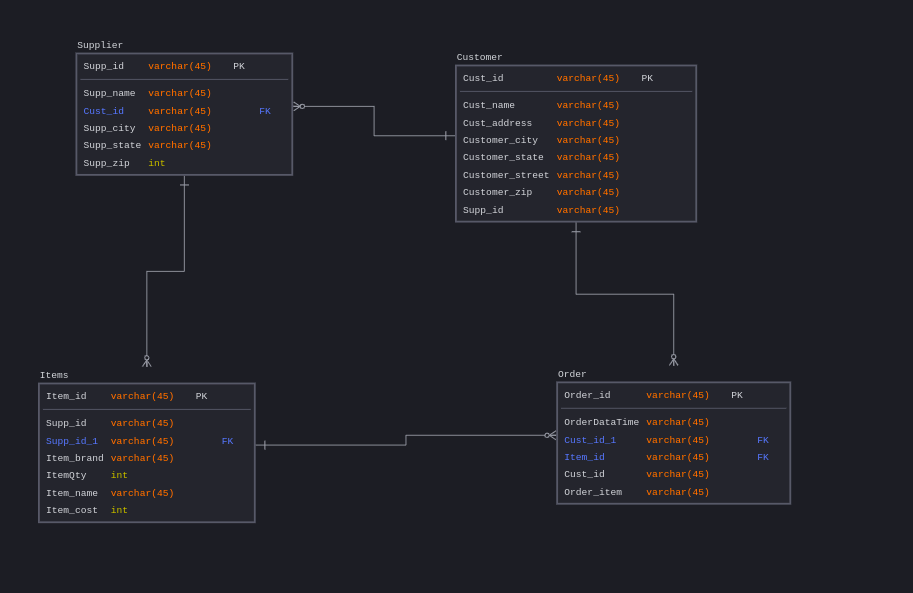 Supplier
Supp_id varchar(45) PK
Supp_name varchar(45)
Cust_id varchar(45) FK
Supp_city varchar(45)
Supp_state varchar(45)
Supp_zip int
Customer
Cust_id varchar(45) PK
Cust_name varchar(45)
Cust_address varchar(45)
Customer_city varchar(45)
Customer_state varchar(45)
Customer_street varchar(45)
Customer_zip varchar(45)
Supp_id varchar(45)
Items
Item_id varchar(45) PK
Supp_id varchar(45)
Supp_id_1 varchar(45) FK
Item_brand varchar(45)
ItemQty int
Item_name varchar(45)
Item_cost int
Order
Order_id varchar(45) PK
OrderDataTime varchar(45)
Cust_id_1 varchar(45) FK
Item_id varchar(45) FK
Cust_id varchar(45)
Order_item varchar(45)